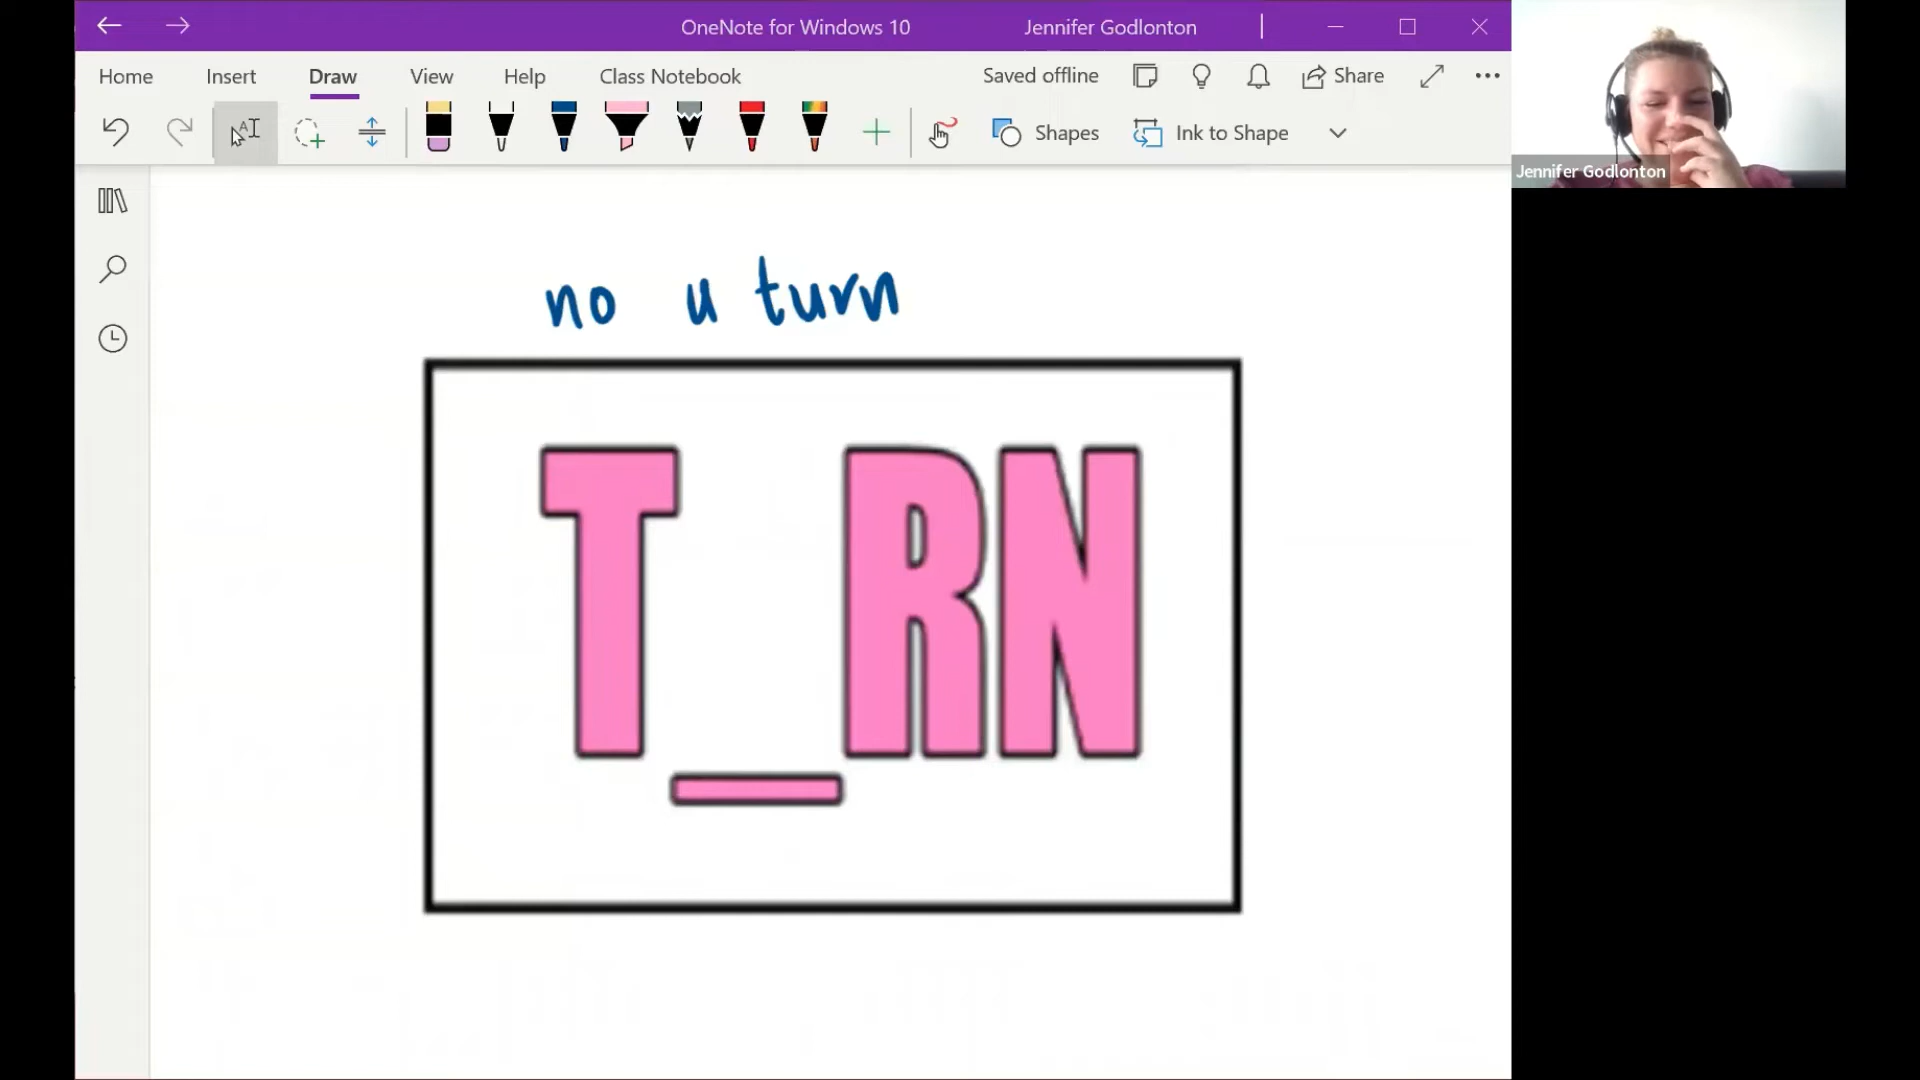 OneNote for Windows 10 Jennifer Godlonton
Home Insert Draw View Help Class Notebook Saved offline Share
Shapes Ink to Shape
Jennifer Godlonton
no u turn
T_RN